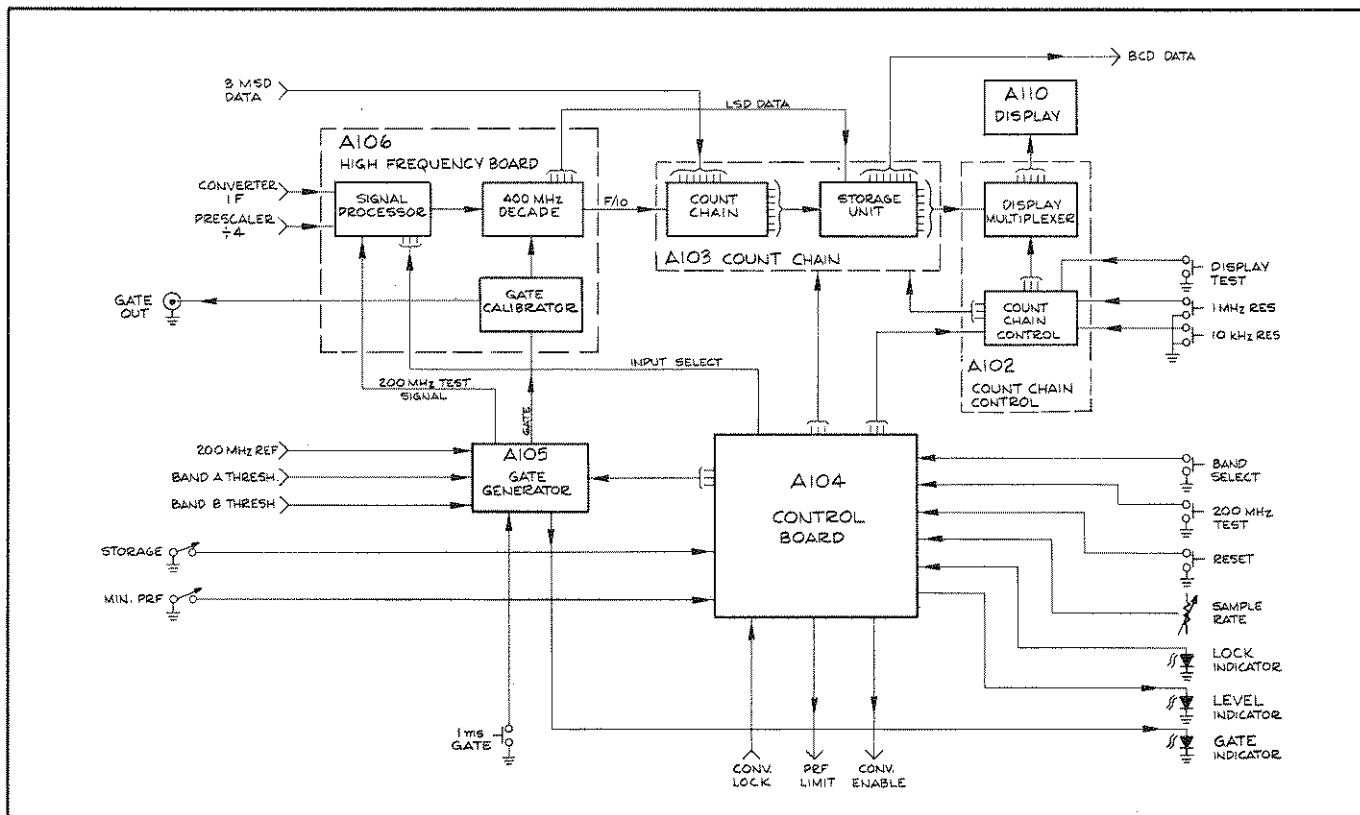 3 MSD
DATA
BCD DATA
A110
DISPLAY
LSD DATA
A106
HIGH FREQUENCY BOARD
CONVERTER
IF
PRESCALER
÷4
SIGNAL
PROCESSOR
400 MHz
DECADE
F/10
COUNT
CHAIN
STORAGE
UNIT
DISPLAY
MULTIPLEXER
A103 COUNT CHAIN
DISPLAY
TEST
GATE
OUT
GATE
CALIBRATOR
COUNT
CHAIN
CONTROL
1 MHz RES
10 KHz RES
A102
COUNT CHAIN
CONTROL
INPUT SELECT
200 MHz TEST
SIGNAL
GATE
200 MHz REF
BAND A THRESH.
BAND B THRESH
A105
GATE
GENERATOR
A104
CONTROL
BOARD
BAND
SELECT
200 MHz
TEST
STORAGE
RESET
MIN. PRF
SAMPLE
RATE
LOCK
INDICATOR
LEVEL
INDICATOR
1 ms
GATE
GATE
INDICATOR
CONV.
LOCK
PRF
LIMIT
CONV.
ENABLE